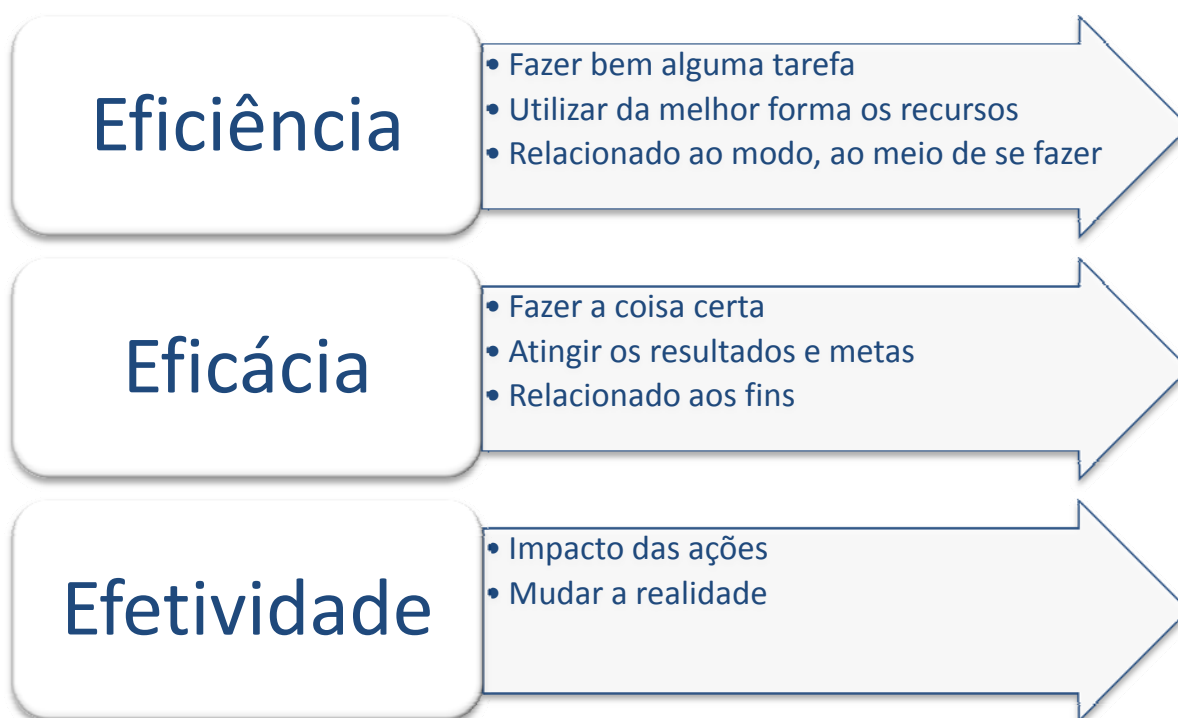 Eficiência
• Fazer bem alguma tarefa
• Utilizar da melhor forma os recursos
• Relacionado ao modo, ao meio de se fazer
Eficácia
• Fazer a coisa certa
• Atingir os resultados e metas
• Relacionado aos fins
Efetividade
• Impacto das ações
• Mudar a realidade